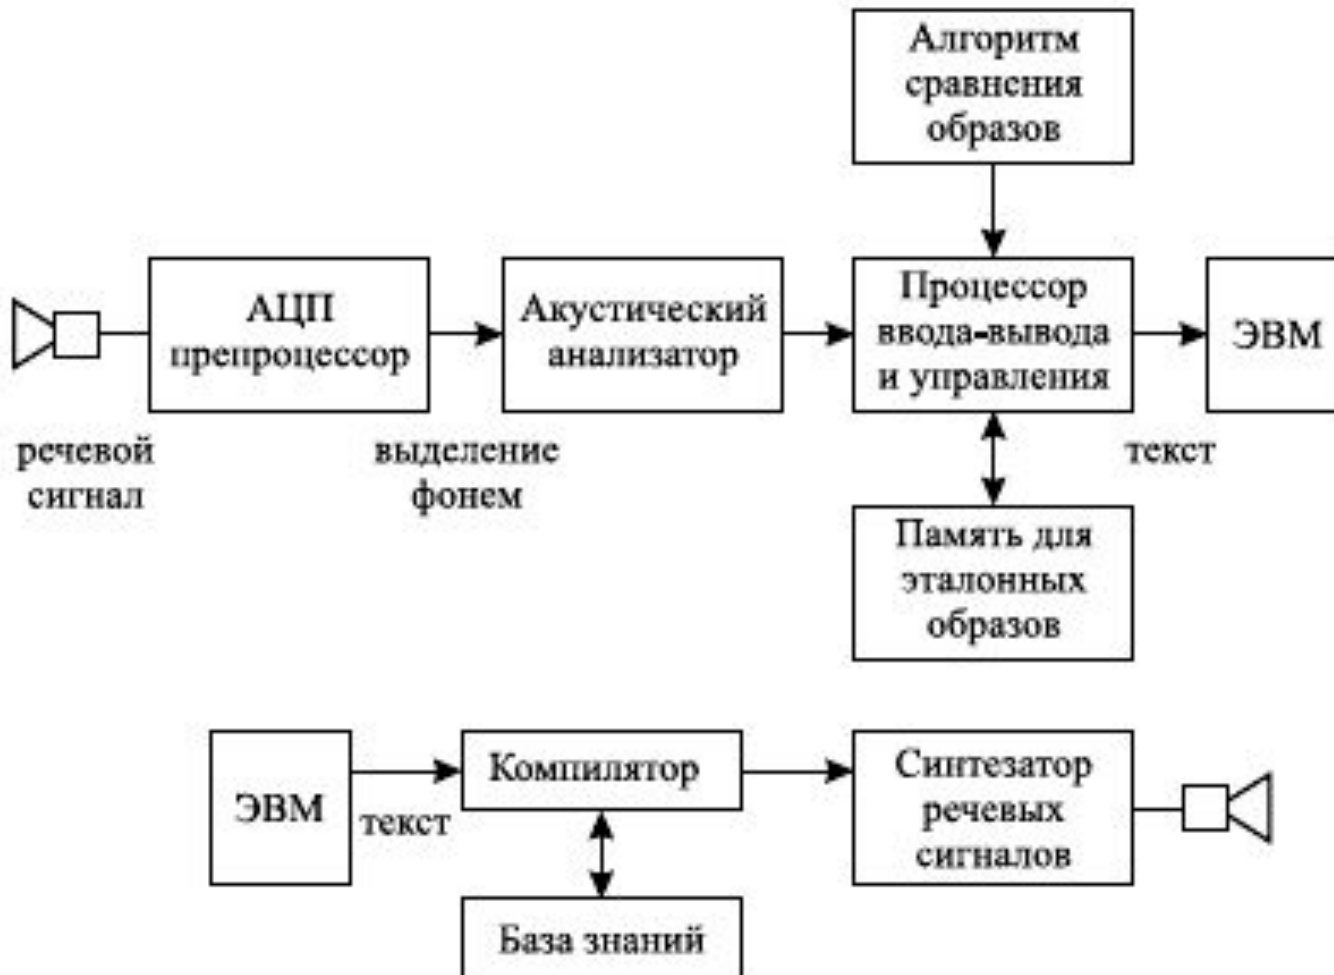 Алгоритм
сравнения
образов
АЦП
препроцессор
Акустический
анализатор
Процессор
ввода-вывода
и управления
ЭВМ
речевой
сигнал
выделение
фонем
текст
Память для
эталонных
образов
ЭВМ
текст
Компилятор
Синтезатор
речевых
сигналов
База знаний